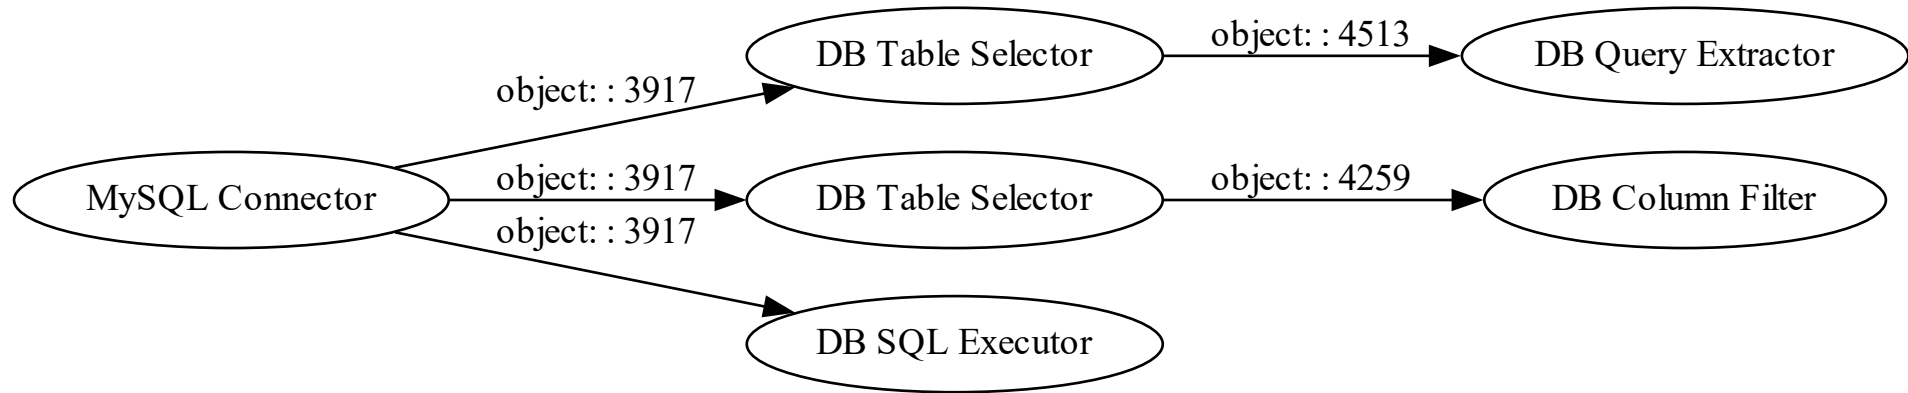 DB Table Selector
object: : 4513
DB Query Extractor
object: : 3917
MySQL Connector
object: : 3917
DB Table Selector
object: : 4259
DB Column Filter
object: : 3917
DB SQL Executor